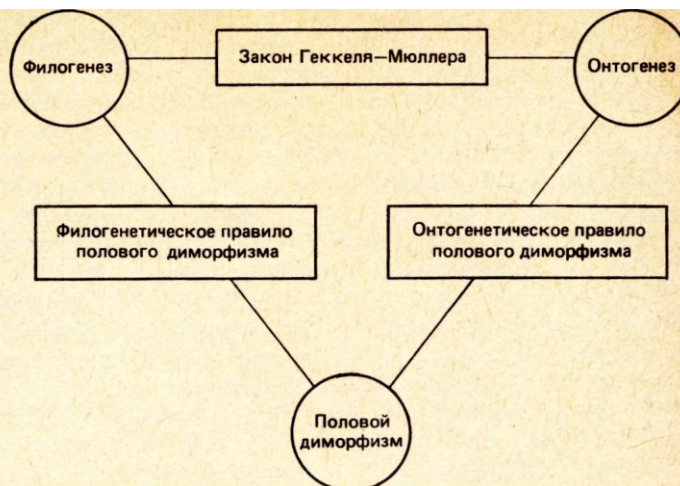 Филогенез
Закон Геккеля—Мюллера
Онтогенез
Филогенетическое правило
полового диморфизма
Онтогенетическое правило
полового диморфизма
Половой
диморфизм